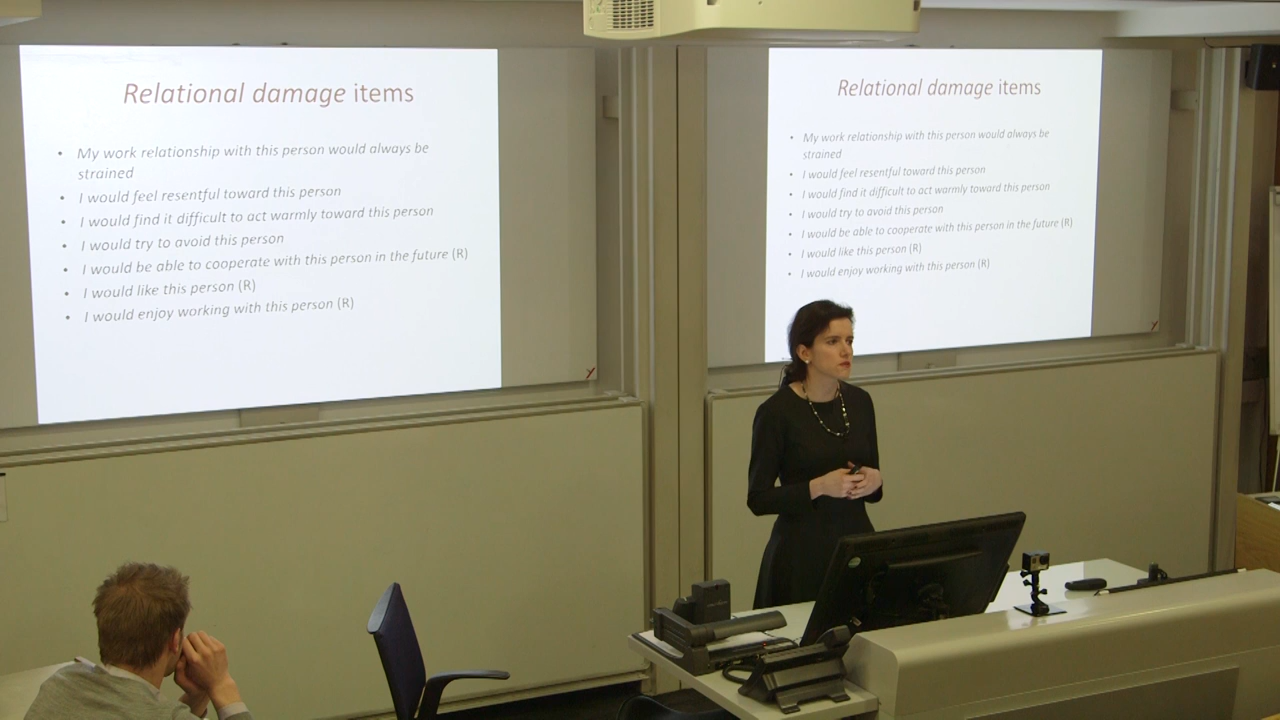 Relational damage items
• My work relationship with this person would always be
strained
• I would feel resentful toward this person
• I would find it difficult to act warmly toward this person
• I would try to avoid this person
• I would be able to cooperate with this person in the future (R)
• I would like this person (R)
• I would enjoy working with this person (R)
Relational damage items
• My work relationship with this person would always be
strained
• I would feel resentful toward this person
• I would find it difficult to act warmly toward this person
• I would try to avoid this person
• I would be able to cooperate with this person in the future (R)
• I would like this person (R)
• I would enjoy working with this person (R)